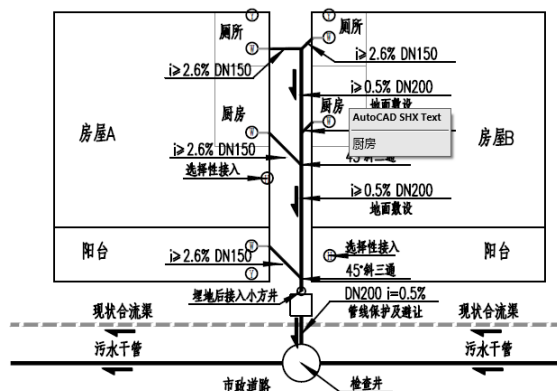 厕所
厕所
i≥2.6% DN150
i≥2.6% DN150
i≥0.5% DN200
地面敷设
厨房
厨房
AutoCAD SHX Text
厨房
房屋A
房屋B
i≥2.6% DN150
45°斜三通
选择性接入
i≥0.5% DN200
地面敷设
阳台
阳台
i≥2.6% DN150
选择性接入
45°斜三通
埋地后接入小方井
DN200 i=0.5%
管线保护及避让
现状合流渠
现状合流渠
污水干管
污水干管
市政道路
检查井